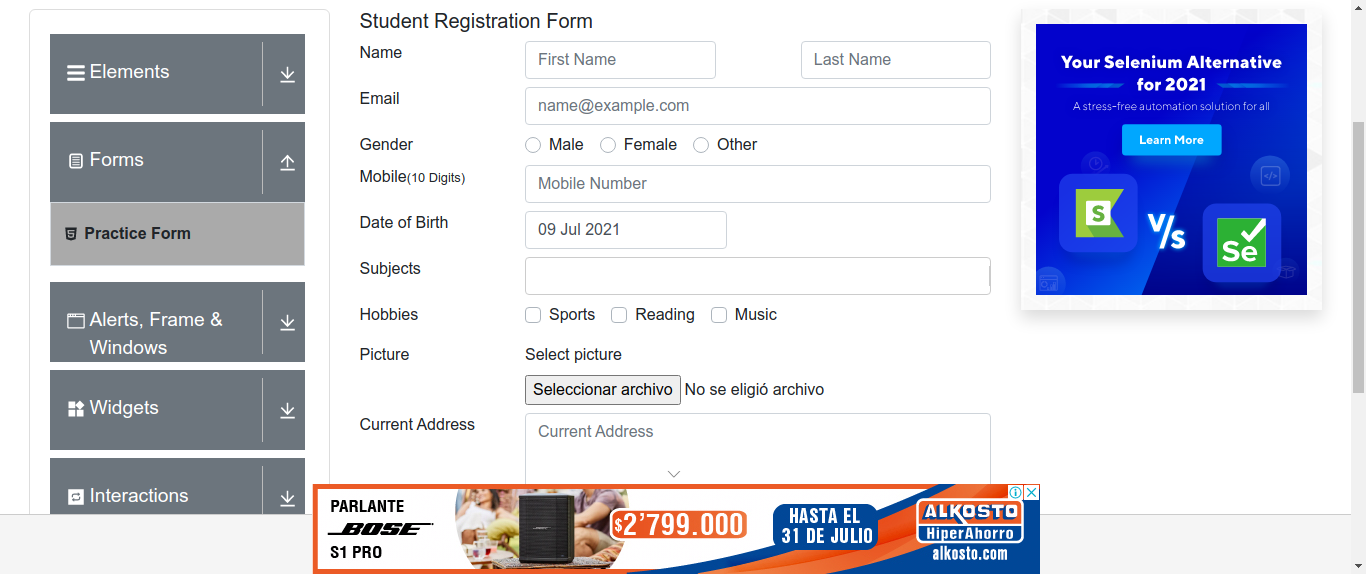 Elements
Forms
Practice Form
Alerts, Frame &
Windows
Widgets
Interactions
Student Registration Form
Name
First Name
Last Name
Email
name@example.com
Gender
Male
Female
Other
Mobile(10 Digits)
Mobile Number
Date of Birth
09 Jul 2021
Subjects
Hobbies
Sports
Reading
Music
Picture
Select picture
Seleccionar archivo No se eligió archivo
Current Address
Current Address
Your Selenium Alternative
for 2021
A stress-free automation solution for all
Learn More
S
V/s
Se
PARLANTE
BOSE
S1 PRO
$2'799.000
HASTA EL
31 DE JULIO
ALKOSTO
HiperAhorro
alkosto.com